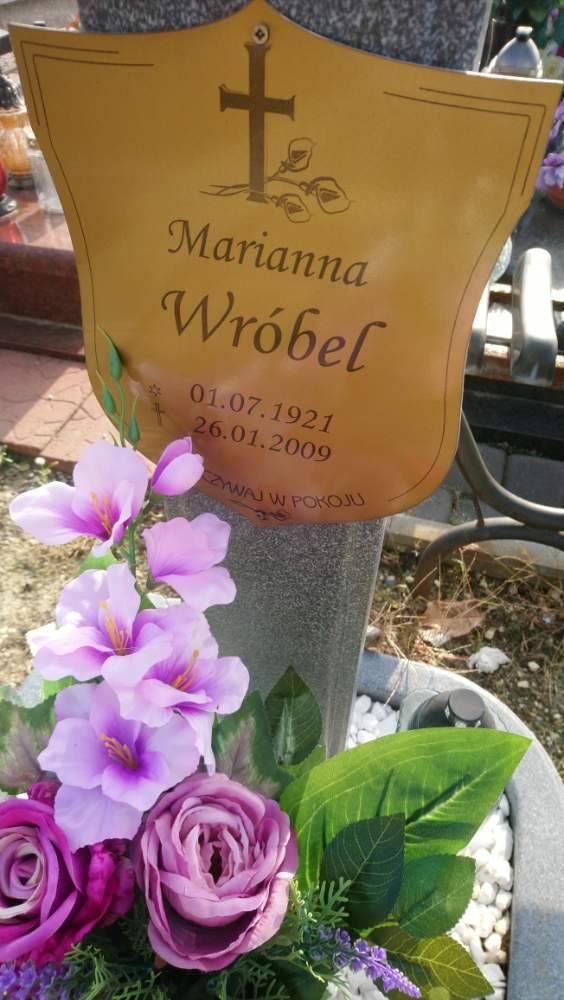 Marianna
Wróbel
01.07.1921
26.01.2009
W POKOJU